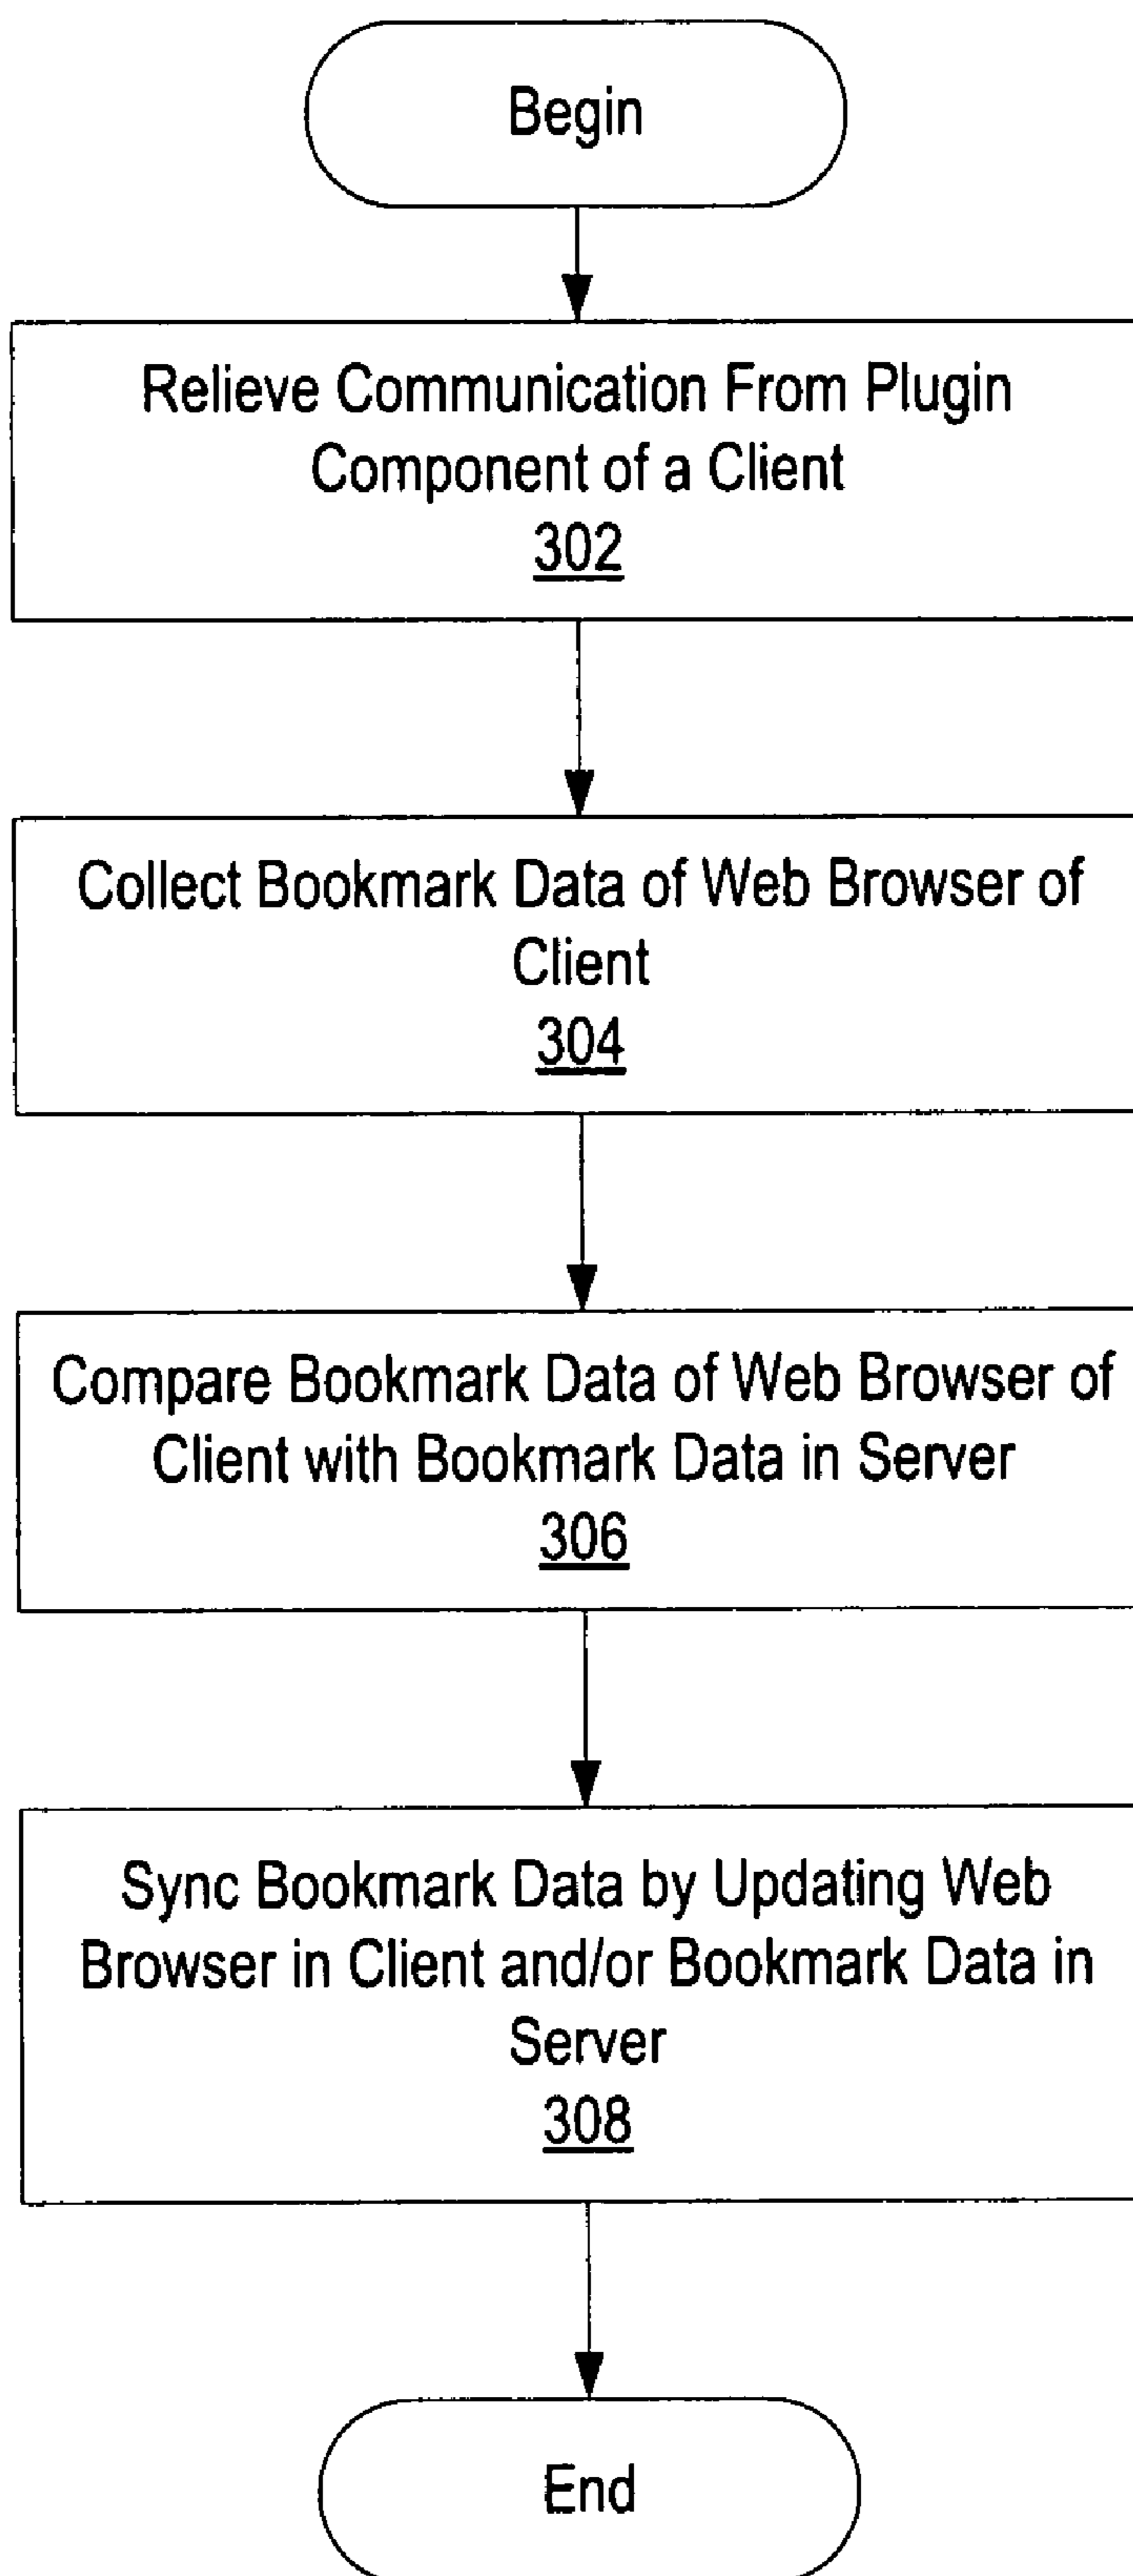 Begin
Relieve Communication From Plugin
Component of a Client
302
Collect Bookmark Data of Web Browser of
Client
304
Compare Bookmark Data of Web Browser of
Client with Bookmark Data in Server
306
Sync Bookmark Data by Updating Web
Browser in Client and/or Bookmark Data in
Server
308
End